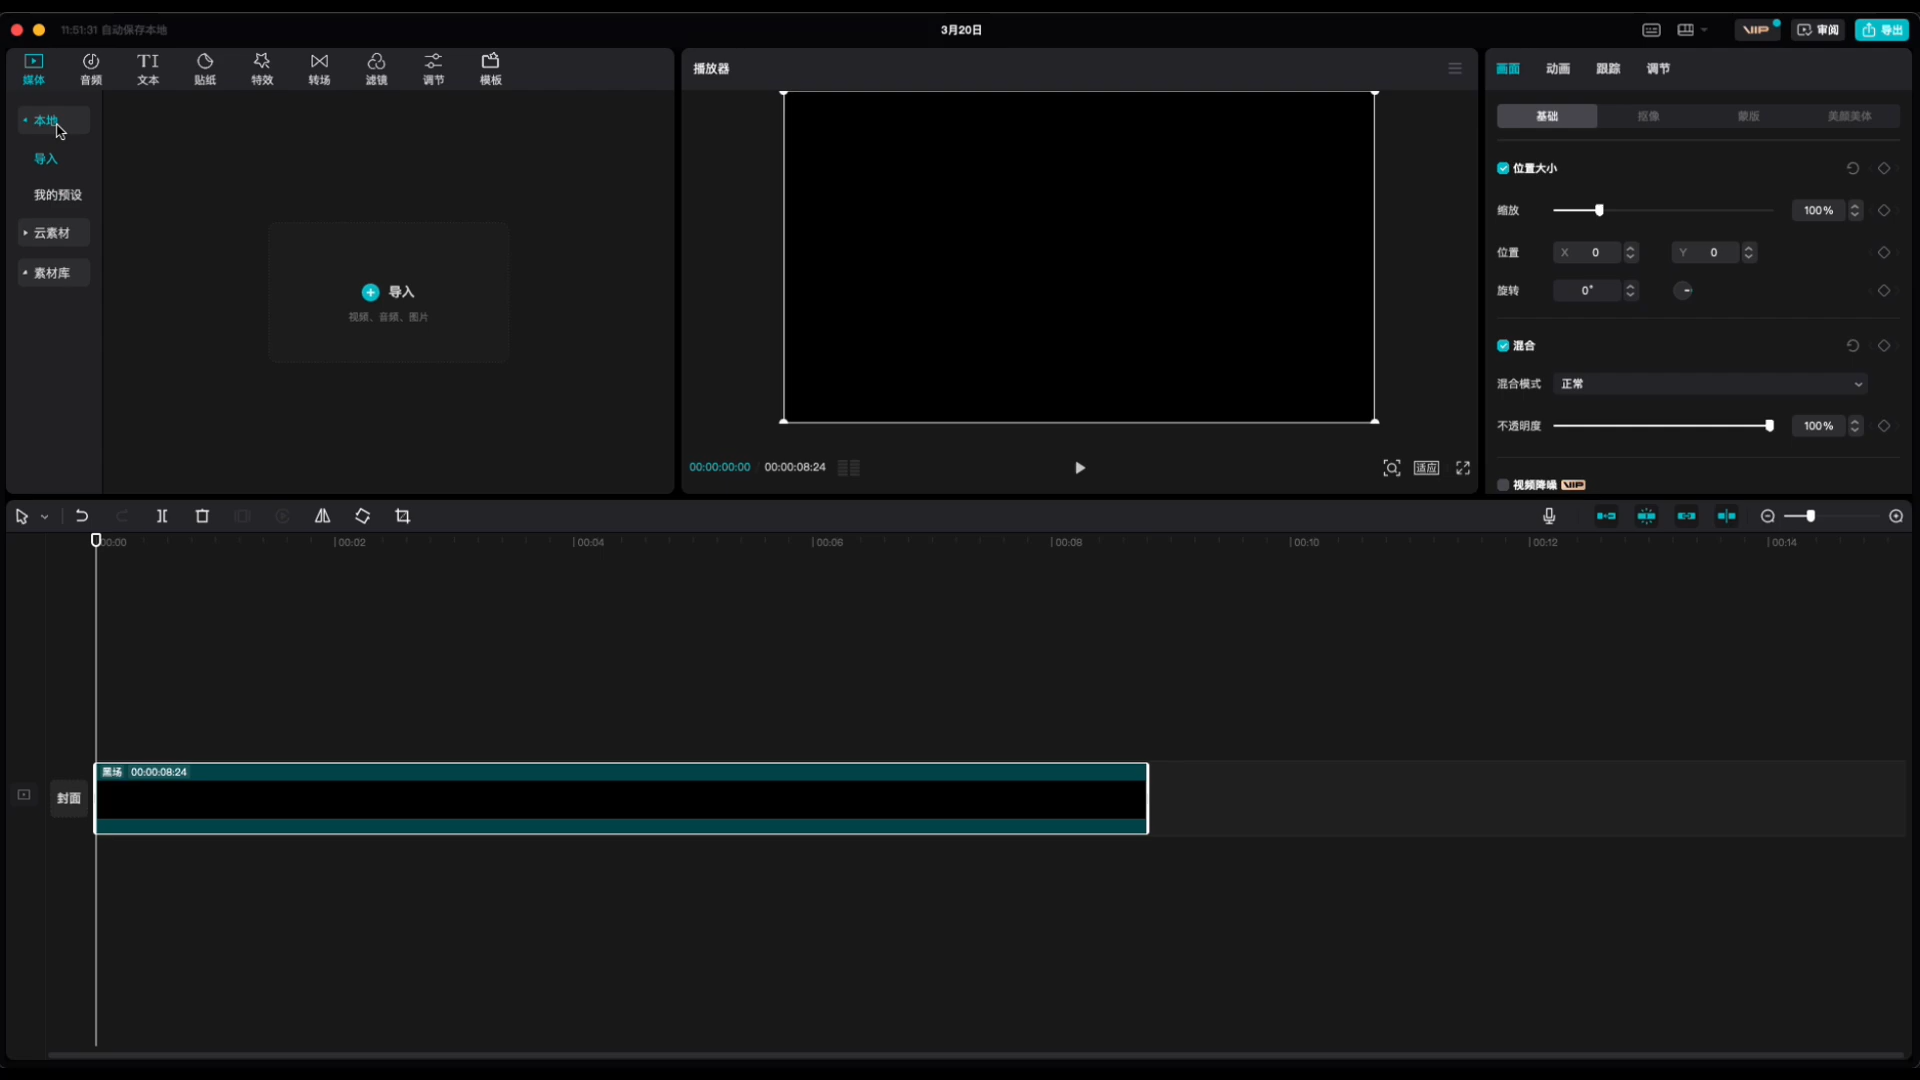 11:51:31 自动保存本地
3月20日
VIP
审阅
导出
媒体
音频
TI
文本
贴纸
特效
转场
滤镜
调节
模板
本地
导入
我的预设
云素材
素材库
导入
视频、音频、图片
播放器
00:00:00:00
00:00:08:24
适应
画面
动画
跟踪
调节
基础
抠像
蒙版
美颜美体
位置大小
缩放
100%
位置
X 0
Y 0
旋转
0°
混合
混合模式
正常
不透明度
100%
视频降噪 VIP
00:00
00:02
00:04
00:06
00:08
00:10
00:12
00:14
黑场 00:00:08:24
封面